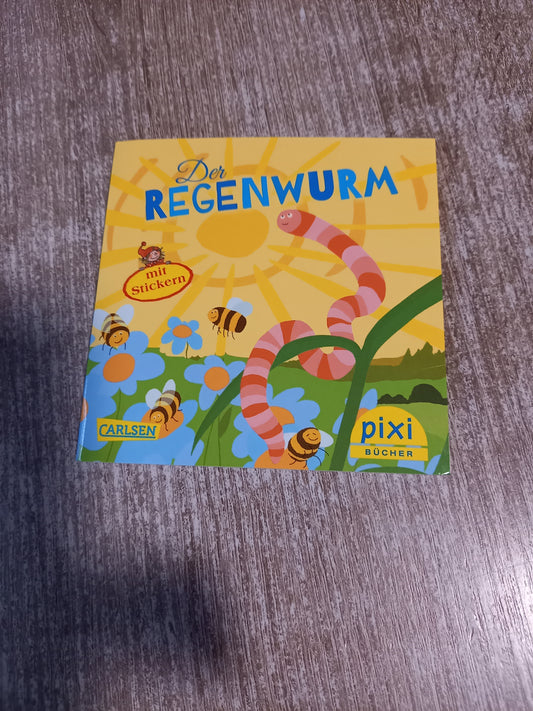 Der
REGENWURM
mit
Stickern
CARLSEN
pixi
BÜCHER